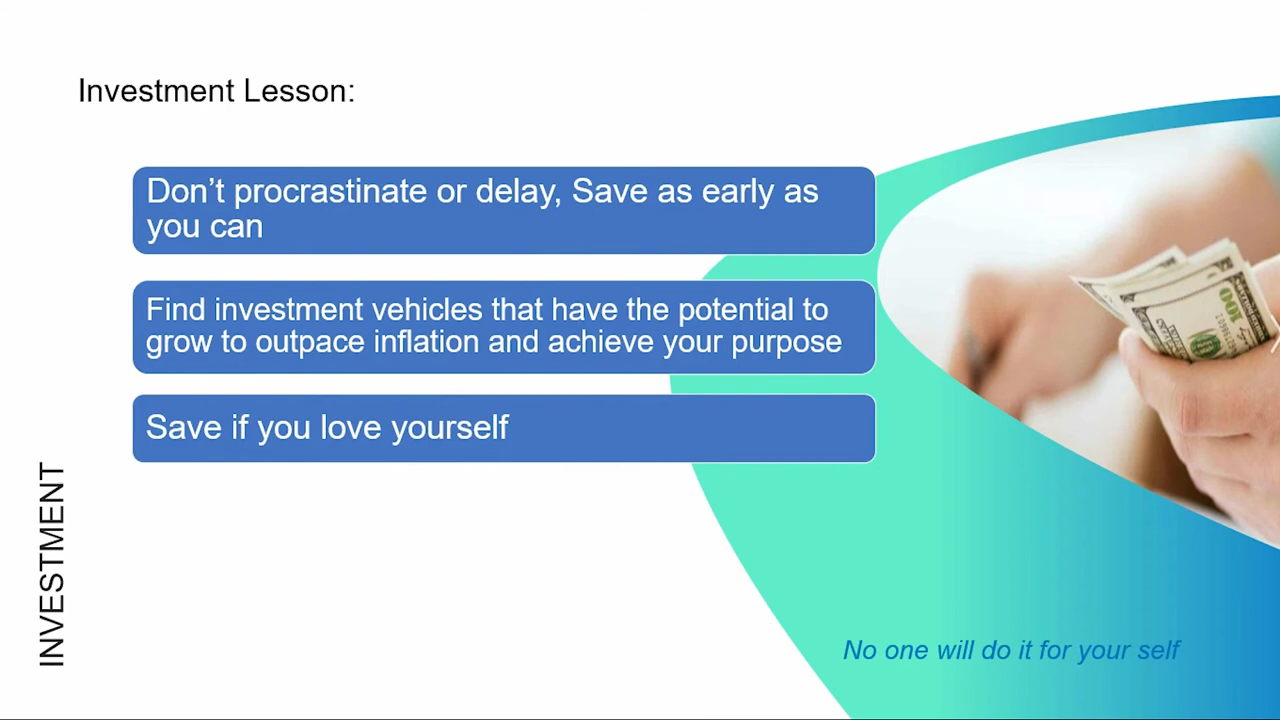 Investment Lesson:
Don’t procrastinate or delay, Save as early as
you can
Find investment vehicles that have the potential to
grow to outpace inflation and achieve your purpose
Save if you love yourself
INVESTMENT
No one will do it for your self
100